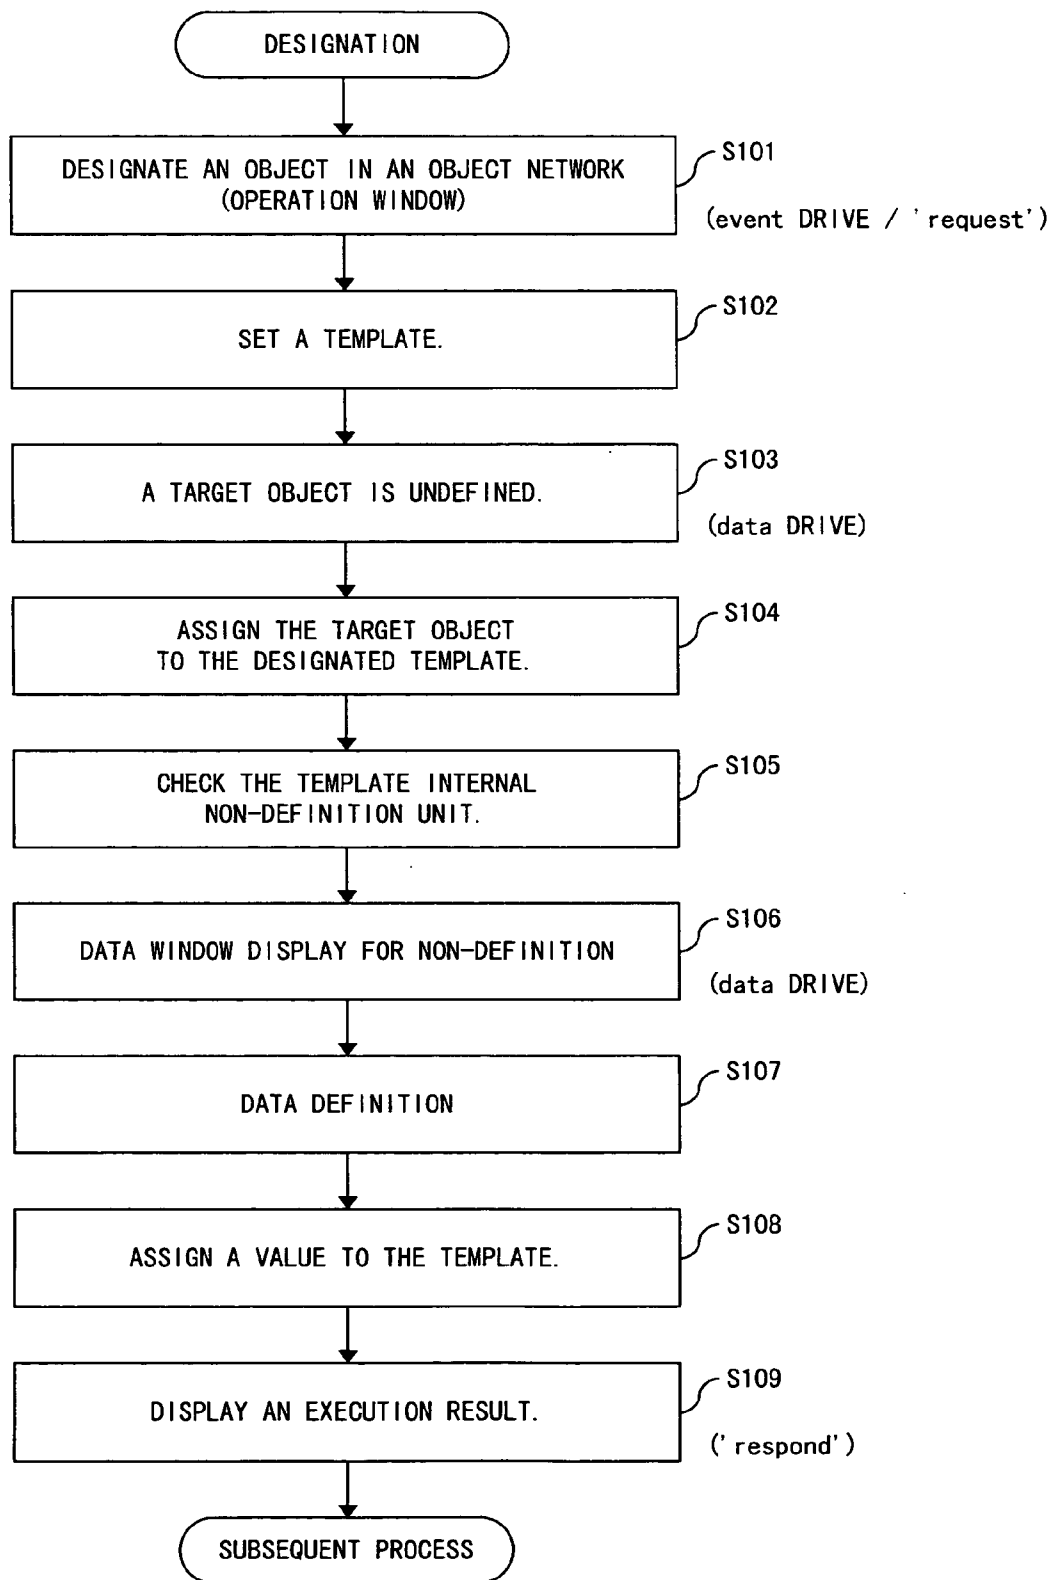 DESIGNATION
DESIGNATE AN OBJECT IN AN OBJECT NETWORK
(OPERATION WINDOW)
S101
(event DRIVE / 'request')
SET A TEMPLATE.
S102
A TARGET OBJECT IS UNDEFINED.
S103
(data DRIVE)
ASSIGN THE TARGET OBJECT
TO THE DESIGNATED TEMPLATE.
S104
CHECK THE TEMPLATE INTERNAL
NON-DEFINITION UNIT.
S105
DATA WINDOW DISPLAY FOR NON-DEFINITION
S106
(data DRIVE)
DATA DEFINITION
S107
ASSIGN A VALUE TO THE TEMPLATE.
S108
DISPLAY AN EXECUTION RESULT.
S109
('respond')
SUBSEQUENT PROCESS